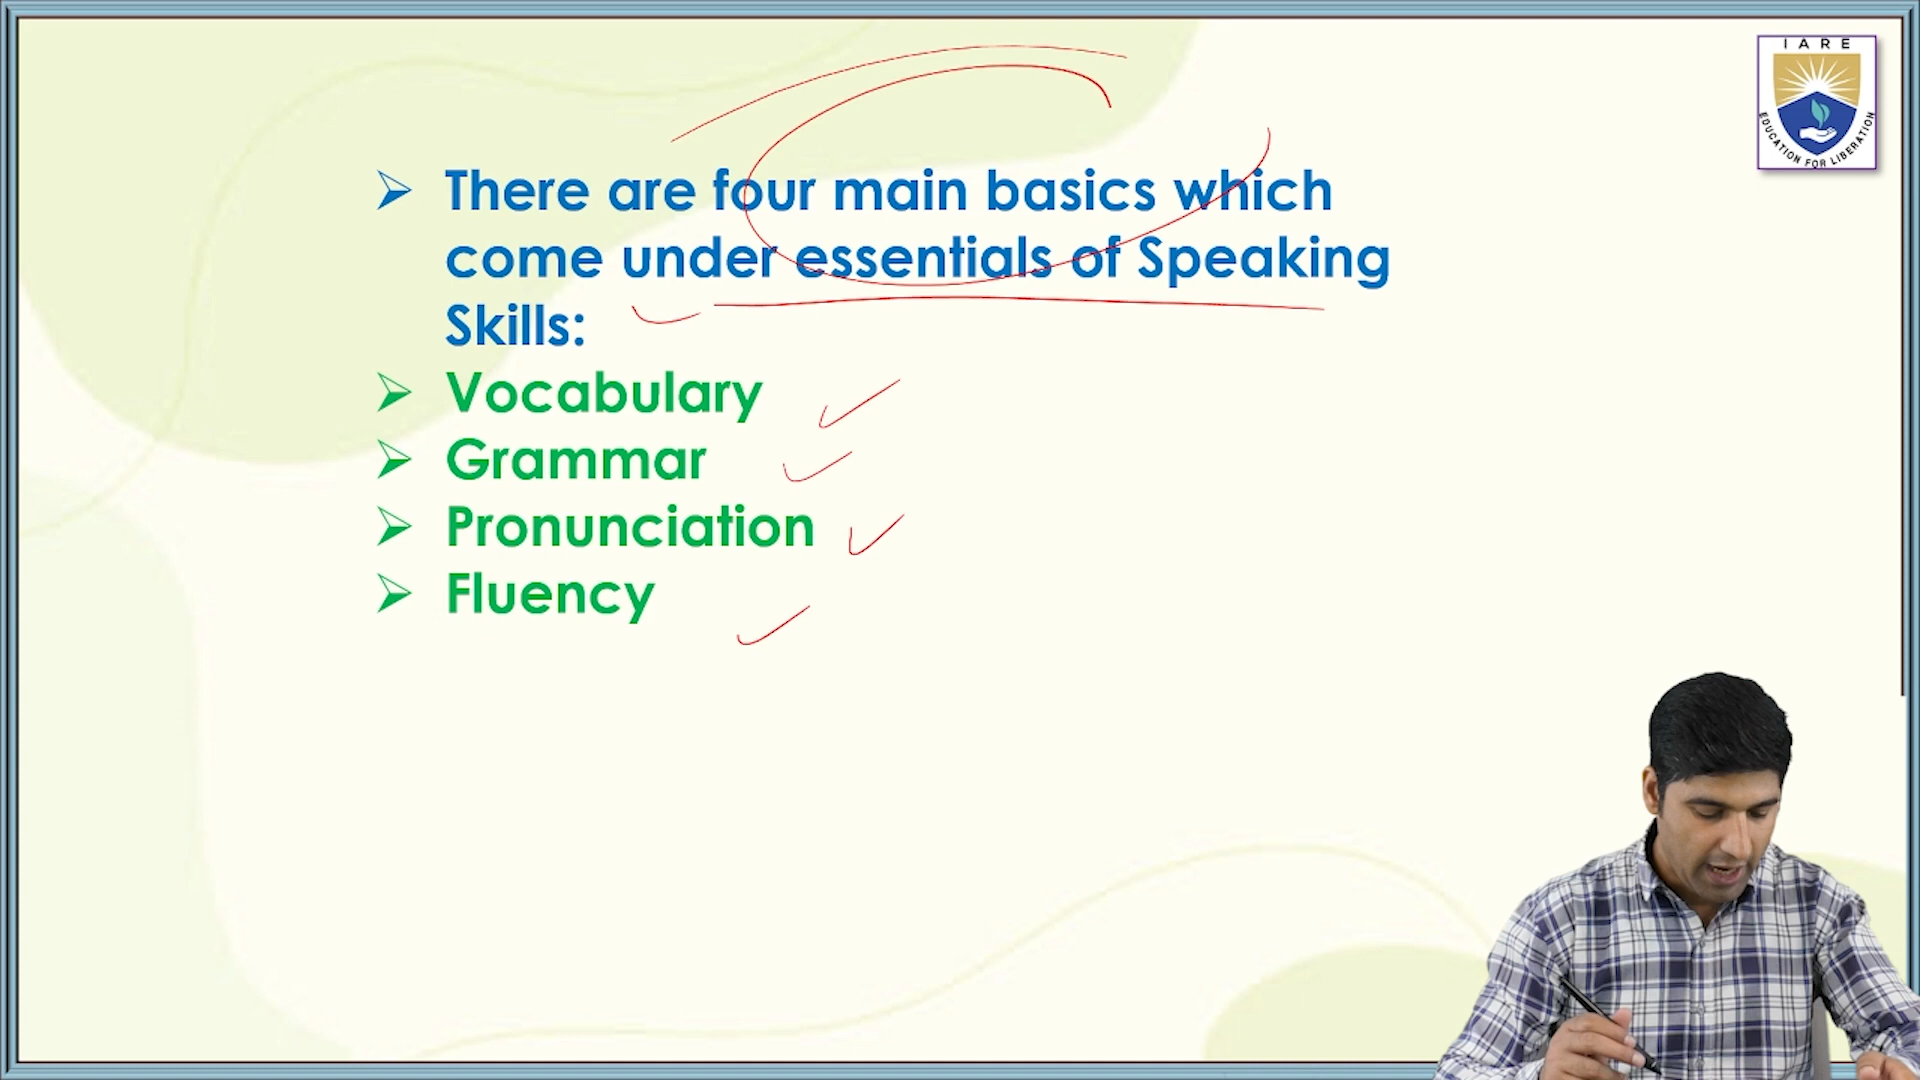 IARE
EDUCATION FOR LIBERATION
There are four main basics which
come under essentials of Speaking
Skills:
Vocabulary
Grammar
Pronunciation
Fluency